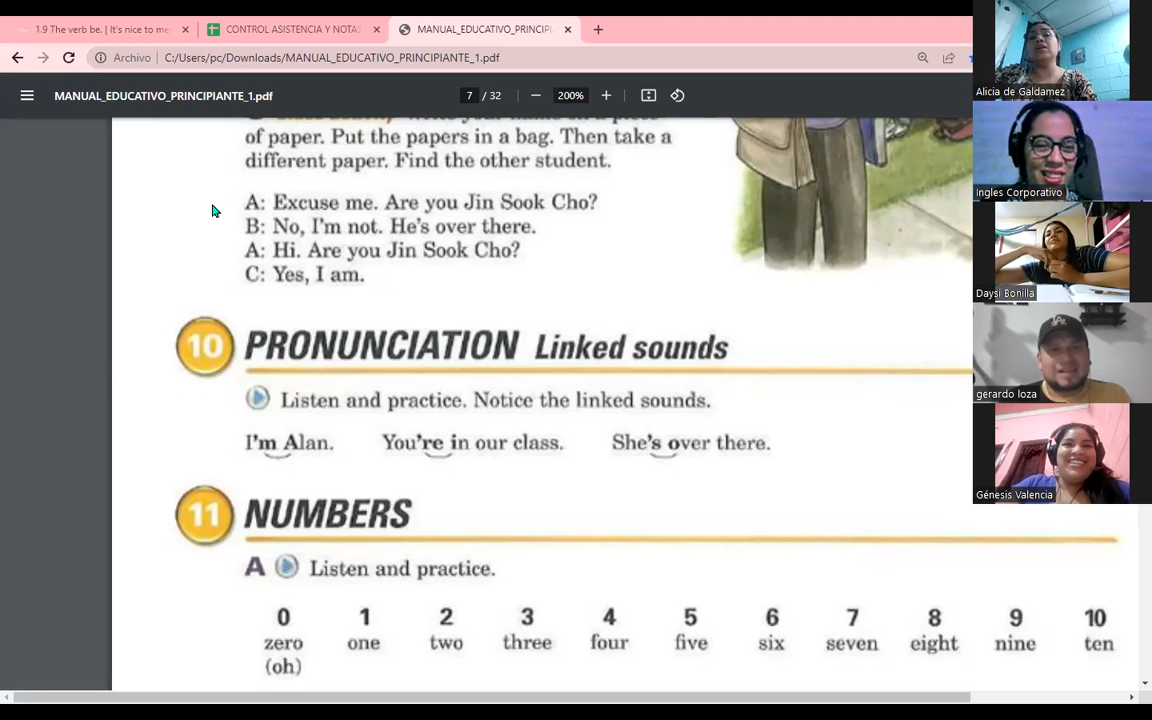 1.9 The verb be. | It's nice to me
CONTROL ASISTENCIA Y NOTAS
MANUAL_EDUCATIVO_PRINCIPI
Archivo
C:/Users/pc/Downloads/MANUAL_EDUCATIVO_PRINCIPIANTE_1.pdf
MANUAL_EDUCATIVO_PRINCIPIANTE_1.pdf
7 / 32
200%
of paper. Put the papers in a bag. Then take a
different paper. Find the other student.
A: Excuse me. Are you Jin Sook Cho?
B: No, I'm not. He's over there.
A: Hi. Are you Jin Sook Cho?
C: Yes, I am.
10 PRONUNCIATION Linked sounds
Listen and practice. Notice the linked sounds.
I'm Alan. You're in our class. She's over there.
11 NUMBERS
A Listen and practice.
0 1 2 3 4 5 6 7 8 9 10
zero one two three four five six seven eight nine ten
(oh)
Alicia de Galdamez
Ingles Corporativo
Daysi Bonilla
gerardo loza
Génesis Valencia